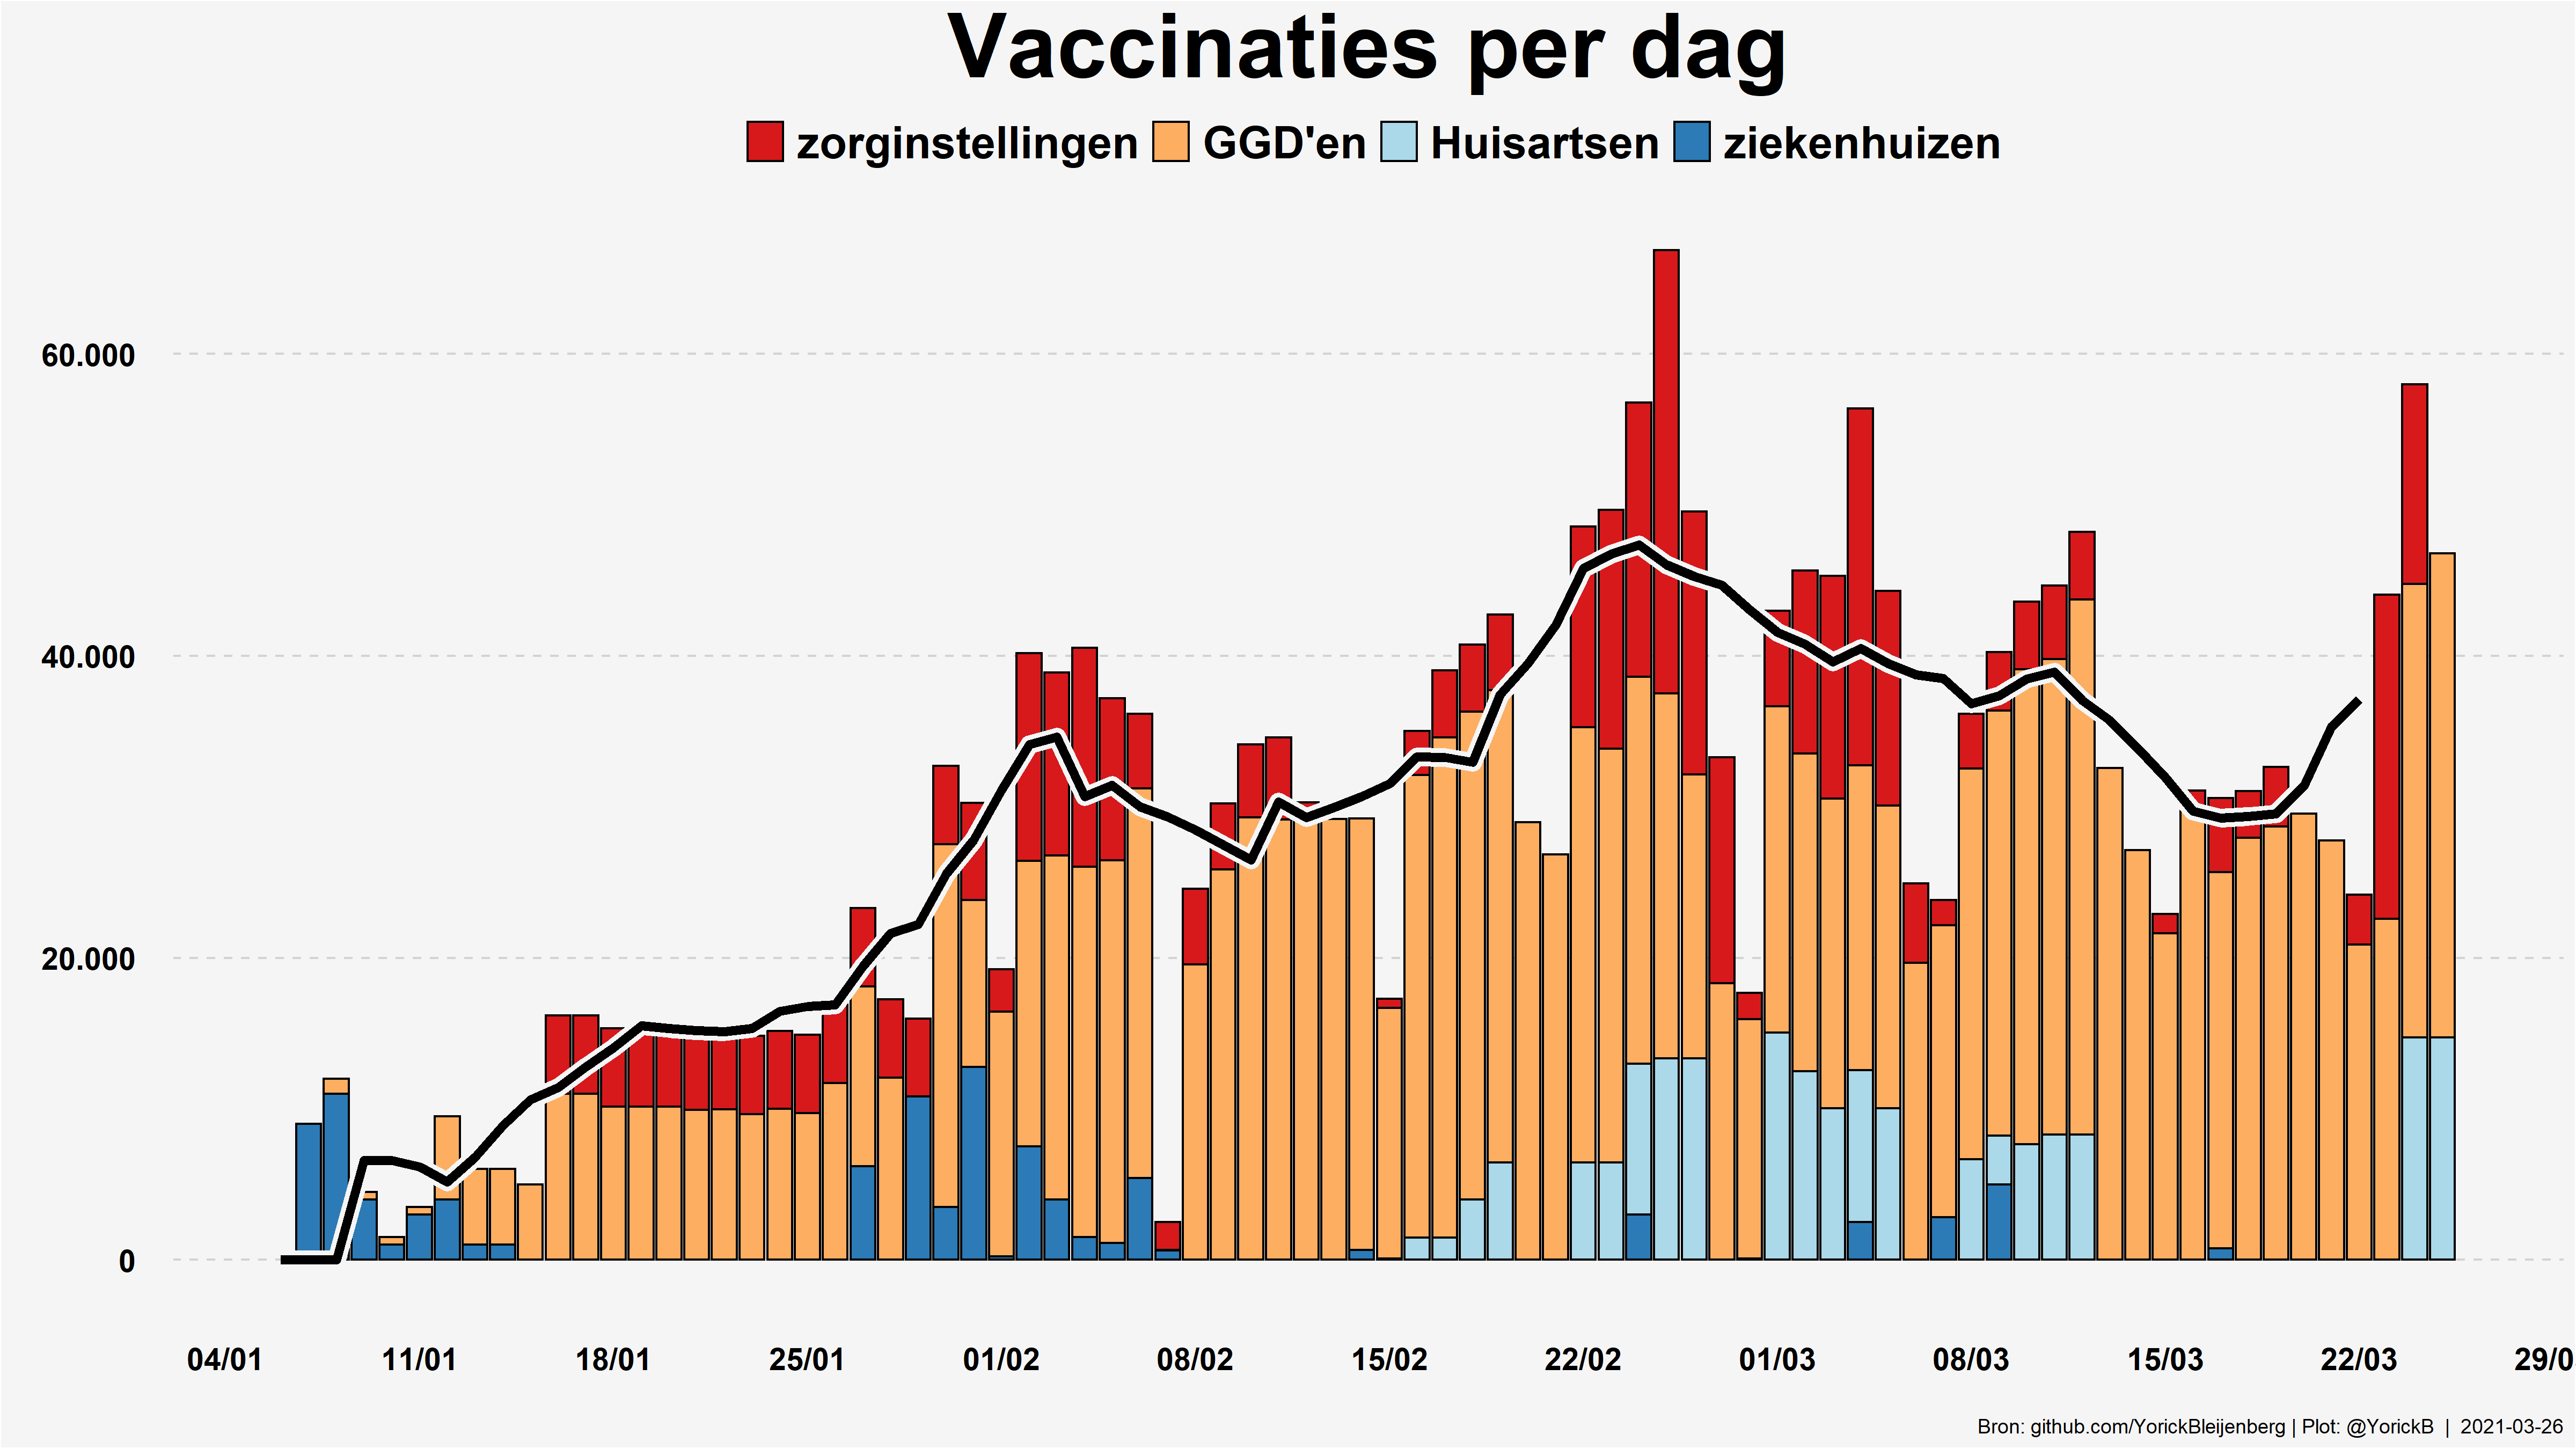 Vaccinaties per dag
zorginstellingen GGD'en Huisartsen ziekenhuizen
60.000
40.000
20.000
0
04/01 11/01 18/01 25/01 01/02 08/02 15/02 22/02 01/03 08/03 15/03 22/03 29/0
Bron: github.com/YorickBleijenberg | Plot: @YorickB | 2021-03-26